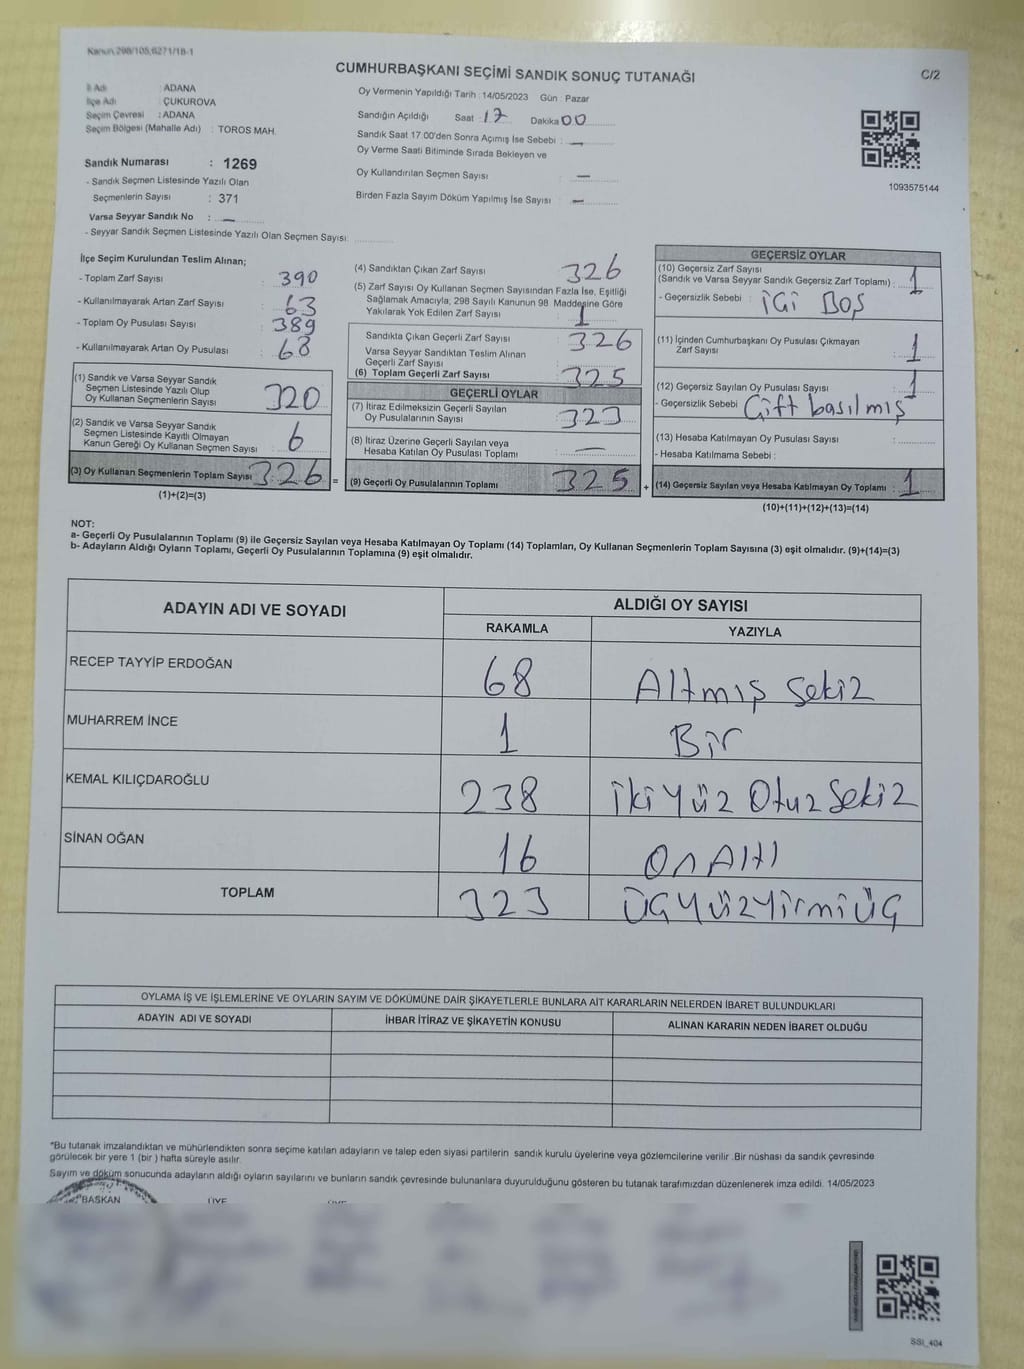 Kanun 298/105,6271/1B-1
CUMHURBAŞKANI SEÇİMİ SANDIK SONUÇ TUTANAĞI
C/2
İl Adı : ADANA
İlçe Adı : ÇUKUROVA
Seçim Çevresi : ADANA
Seçim Bölgesi (Mahalle Adı) : TOROS MAH.
Sandık Numarası : 1269
- Sandık Seçmen Listesinde Yazılı Olan
Seçmenlerin Sayısı : 371
Varsa Seyyar Sandık No : -
- Seyyar Sandık Seçmen Listesinde Yazılı Olan Seçmen Sayısı:
Oy Vermenin Yapıldığı Tarih : 14/05/2023 Gün : Pazar
Sandığın Açıldığı Saat : 17 Dakika 00
Sandık Saat 17.00'den Sonra Açımış İse Sebebi : -
Oy Verme Saati Bitiminde Sırada Bekleyen ve
Oy Kullandırılan Seçmen Sayısı -
Birden Fazla Sayım Döküm Yapılmış İse Sayısı : -
1093575144
İlçe Seçim Kurulundan Teslim Alınan;
- Toplam Zarf Sayısı : 390
- Kullanılmayarak Artan Zarf Sayısı : 63
- Toplam Oy Pusulası Sayısı : 389
- Kullanılmayarak Artan Oy Pusulası : 68
(1) Sandık ve Varsa Seyyar Sandık
Seçmen Listesinde Yazılı Olup
Oy Kullanan Seçmenlerin Sayısı : 320
(2) Sandık ve Varsa Seyyar Sandık
Seçmen Listesinde Kayıtlı Olmayan
Kanun Gereği Oy Kullanan Seçmen Sayısı : 6
(3) Oy Kullanan Seçmenlerin Toplam Sayısı : 326
(1)+(2)=(3)
(4) Sandıktan Çıkan Zarf Sayısı : 326
(5) Zarf Sayısı Oy Kullanan Seçmen Sayısından Fazla İse, Eşitliği
Sağlamak Amacıyla, 298 Sayılı Kanunun 98 Maddesine Göre
Yakılarak Yok Edilen Zarf Sayısı : 1
Sandıkta Çıkan Geçerli Zarf Sayısı : 326
Varsa Seyyar Sandıktan Teslim Alınan
Geçerli Zarf Sayısı
(6) Toplam Geçerli Zarf Sayısı : 325
GEÇERLİ OYLAR
(7) İtiraz Edilmeksizin Geçerli Sayılan
Oy Pusulalarının Sayısı : 323
(8) İtiraz Üzerine Geçerli Sayılan veya
Hesaba Katılan Oy Pusulası Toplamı : -
= (9) Geçerli Oy Pusulalarının Toplamı : 325
GEÇERSİZ OYLAR
(10) Geçersiz Zarf Sayısı
(Sandık ve Varsa Seyyar Sandık Geçersiz Zarf Toplamı) : 1
- Geçersizlik Sebebi : içi Boş
(11) İçinden Cumhurbaşkanı Oy Pusulası Çıkmayan
Zarf Sayısı : 1
(12) Geçersiz Sayılan Oy Pusulası Sayısı : 1
- Geçersizlik Sebebi Çift basılmış
(13) Hesaba Katılmayan Oy Pusulası Sayısı :
- Hesaba Katılmama Sebebi :
+ (14) Geçersiz Sayılan veya Hesaba Katılmayan Oy Toplamı : 1
(10)+(11)+(12)+(13)=(14)
NOT:
a- Geçerli Oy Pusulalarının Toplamı (9) ile Geçersiz Sayılan veya Hesaba Katılmayan Oy Toplamı (14) Toplamları, Oy Kullanan Seçmenlerin Toplam Sayısına (3) eşit olmalıdır. (9)+(14)=(3)
b- Adayların Aldığı Oyların Toplamı, Geçerli Oy Pusulalarının Toplamına (9) eşit olmalıdır.
ADAYIN ADI VE SOYADI ALDIĞI OY SAYISI
RAKAMLA YAZIYLA
RECEP TAYYİP ERDOĞAN 68 Altmış Sekiz
MUHARREM İNCE 1 Bir
KEMAL KILIÇDAROĞLU 238 ikiYüz Otuz Sekiz
SİNAN OĞAN 16 On Altı
TOPLAM 323 ÜçYüzYirmiÜç
OYLAMA İŞ VE İŞLEMLERİNE VE OYLARIN SAYIM VE DÖKÜMÜNE DAİR ŞİKAYETLERLE BUNLARA AİT KARARLARIN NELERDEN İBARET BULUNDUKLARI
ADAYIN ADI VE SOYADI İHBAR İTİRAZ VE ŞİKAYETİN KONUSU ALINAN KARARIN NEDEN İBARET OLDUĞU
*Bu tutanak imzalandıktan ve mühürlendikten sonra seçime katılan adayların ve talep eden siyasi partilerin sandık kurulu üyelerine veya gözlemcilerine verilir .Bir nüshası da sandık çevresinde
görülecek bir yere 1 (bir ) hafta süreyle asılır.
Sayım ve döküm sonucunda adayların aldığı oyların sayılarını ve bunların sandık çevresinde bulunanlara duyurulduğunu gösteren bu tutanak tarafımızdan düzenlenerek imza edildi. 14/05/2023
BAŞKAN ÜYE
SSI_404